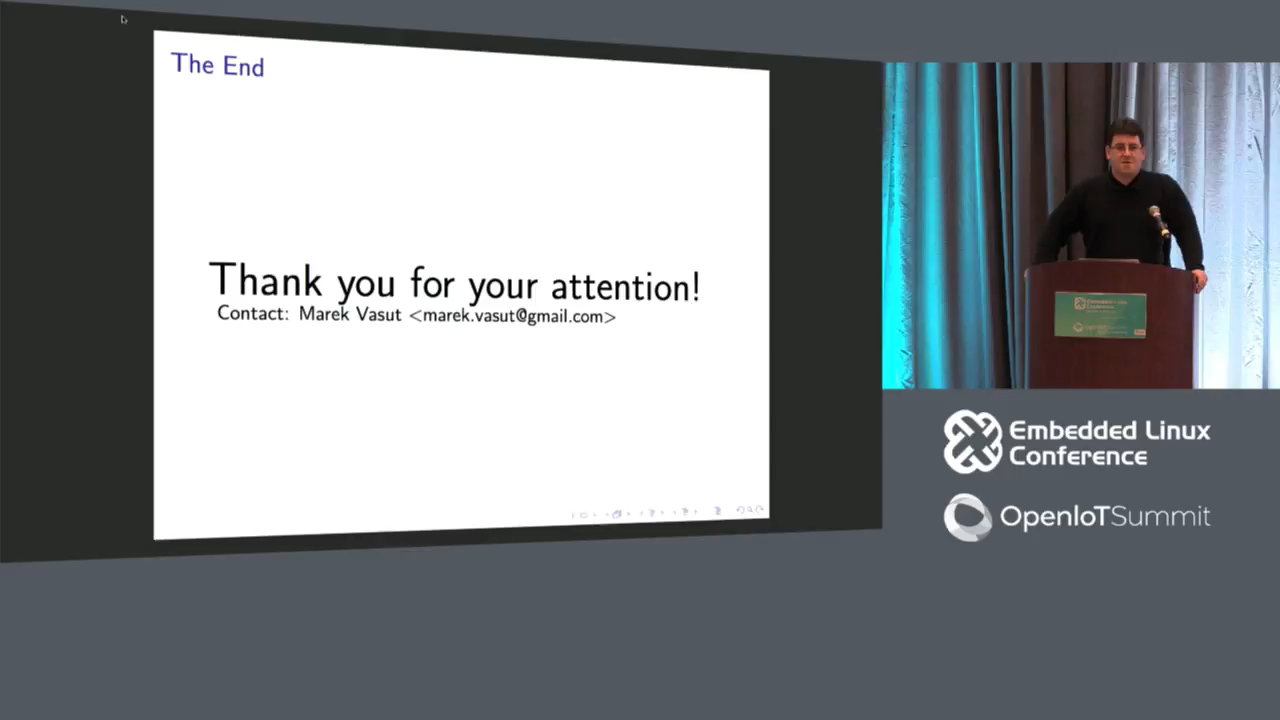 The End
Thank you for your attention!
Contact: Marek Vasut <marek.vasut@gmail.com>
Embedded Linux
Conference
OpenIoTSummit